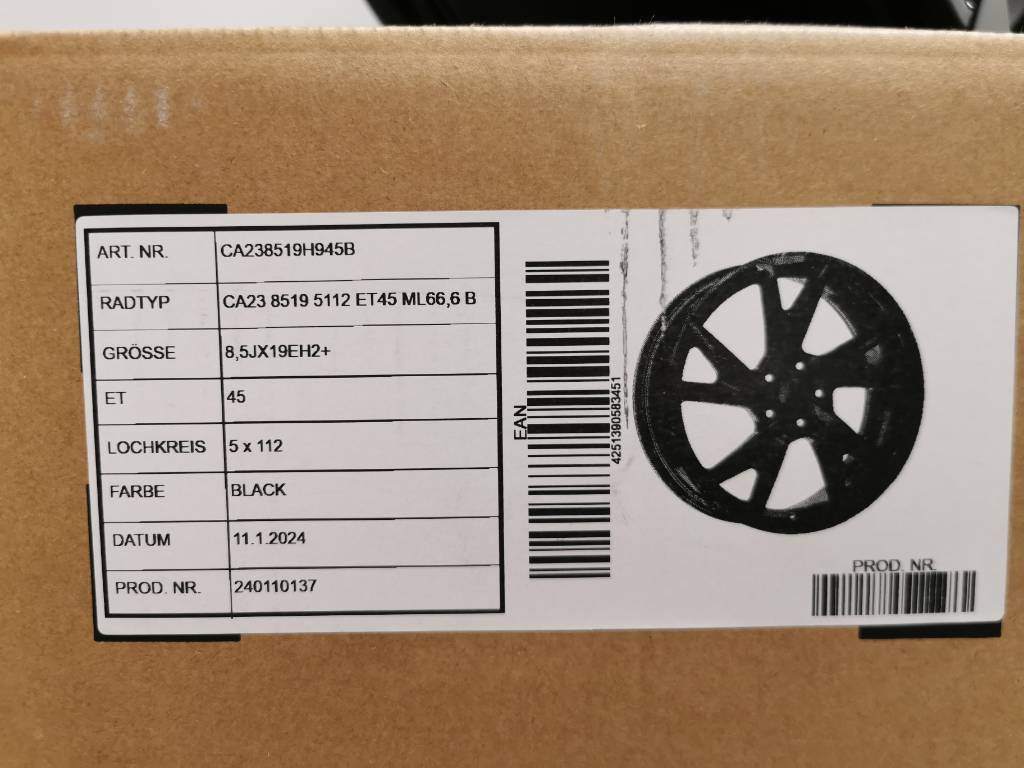 ART. NR. CA238519H945B
RADTYP CA23 8519 5112 ET45 ML66,6 B
GRÖSSE 8,5JX19EH2+
ET 45
LOCHKREIS 5 x 112
FARBE BLACK
DATUM 11.1.2024
PROD. NR. 240110137
EAN
4251390583451
PROD. NR.